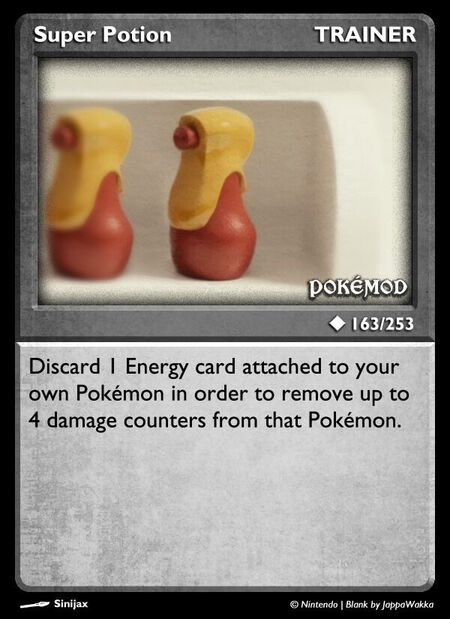 Super Potion TRAINER
POKÉMOD
163/253
Discard 1 Energy card attached to your
own Pokémon in order to remove up to
4 damage counters from that Pokémon.
Sinijax © Nintendo | Blank by JappaWakka